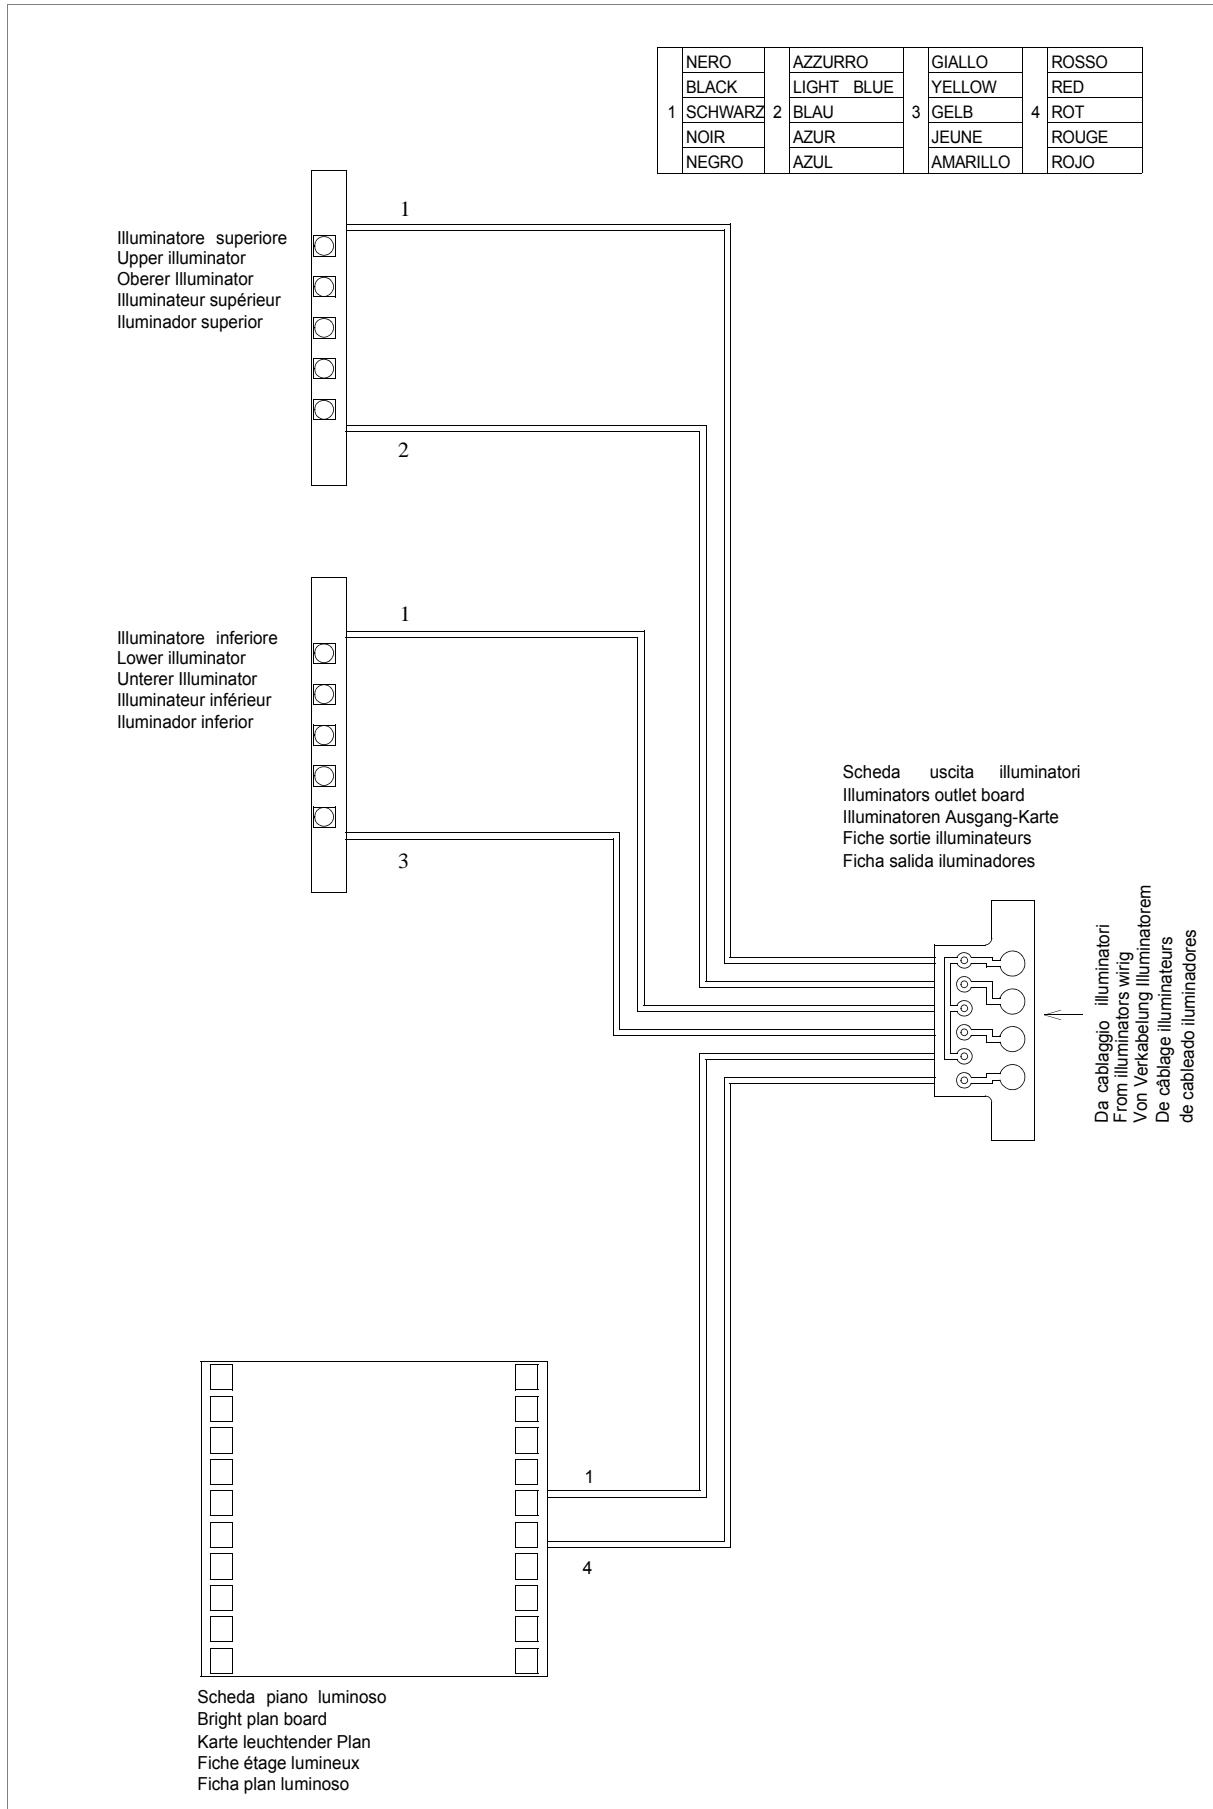 NERO AZZURRO GIALLO ROSSO
BLACK LIGHT BLUE YELLOW RED
1 SCHWARZ 2 BLAU 3 GELB 4 ROT
NOIR AZUR JEUNE ROUGE
NEGRO AZUL AMARILLO ROJO
1
Illuminatore superiore
Upper illuminator
Oberer Illuminator
Illuminateur supérieur
Iluminador superior
2
1
Illuminatore inferiore
Lower illuminator
Unterer Illuminator
Illuminateur inférieur
Iluminador inferior
3
Scheda uscita illuminatori
Illuminators outlet board
Illuminatoren Ausgang-Karte
Fiche sortie illuminateurs
Ficha salida iluminadores
Da cablaggio illuminatori
From illuminators wirig
Von Verkabelung Illuminatorem
De câblage illuminateurs
de cableado iluminadores
1
4
Scheda piano luminoso
Bright plan board
Karte leuchtender Plan
Fiche étage lumineux
Ficha plan luminoso